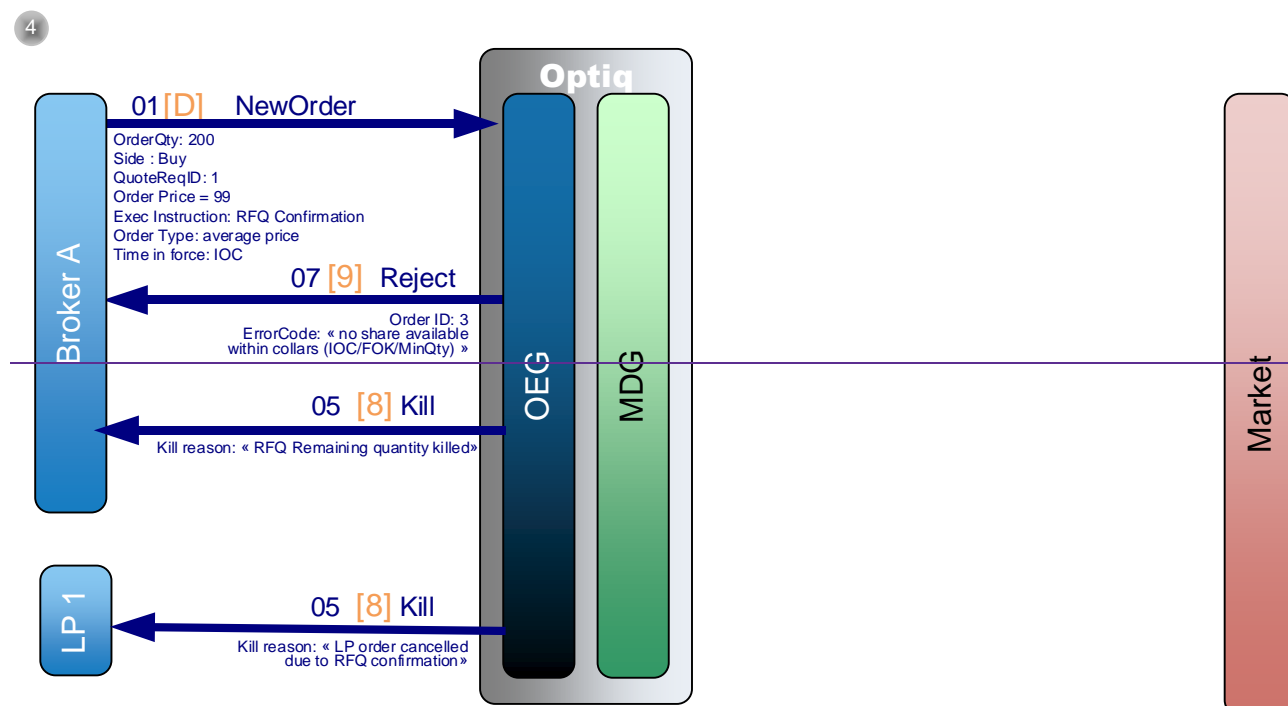 4
Optiq
01 [D] NewOrder
OrderQty: 200
Side : Buy
QuoteReqID: 1
Order Price = 99
Exec Instruction: RFQ Confirmation
Order Type: average price
Time in force: IOC
07 [9] Reject
Order ID: 3
ErrorCode: « no share available
within collars (IOC/FOK/MinQty) »
05 [8] Kill
Kill reason: « RFQ Remaining quantity killed»
05 [8] Kill
Kill reason: « LP order cancelled
due to RFQ confirmation»
Broker A
LP 1
OEG
MDG
Market